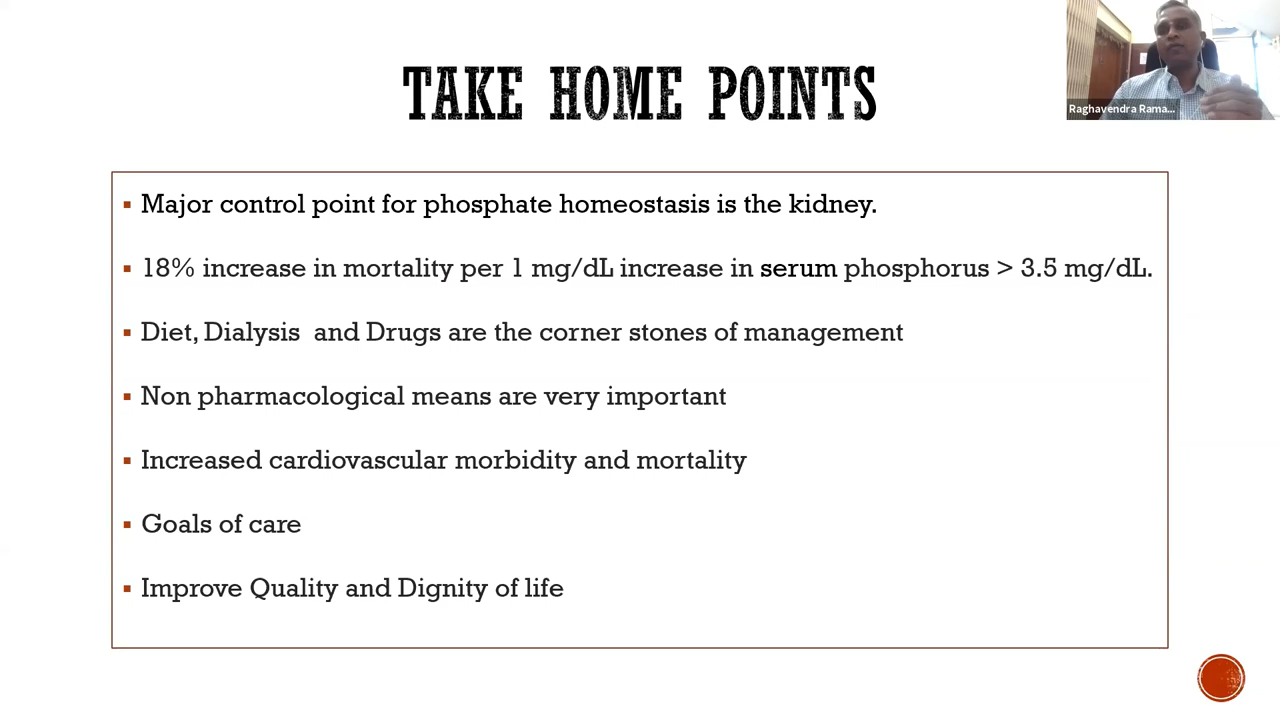 TAKE HOME POINTS
Raghavendra Rama...
▪ Major control point for phosphate homeostasis is the kidney.
▪ 18% increase in mortality per 1 mg/dL increase in serum phosphorus > 3.5 mg/dL.
▪ Diet, Dialysis  and Drugs are the corner stones of management
▪ Non pharmacological means are very important
▪ Increased cardiovascular morbidity and mortality
▪ Goals of care
▪ Improve Quality and Dignity of life